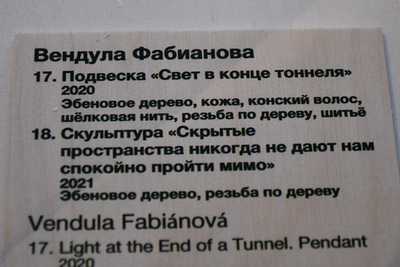 Вендула Фабианова
17. Подвеска «Свет в конце тоннеля»
2020
Эбеновое дерево, кожа, конский волос,
шёлковая нить, резьба по дереву, шитьё
18. Скульптура «Скрытые
пространства никогда не дают нам
спокойно пройти мимо»
2021
Эбеновое дерево, резьба по дереву
Vendula Fabiánová
17. Light at the End of a Tunnel. Pendant
2020